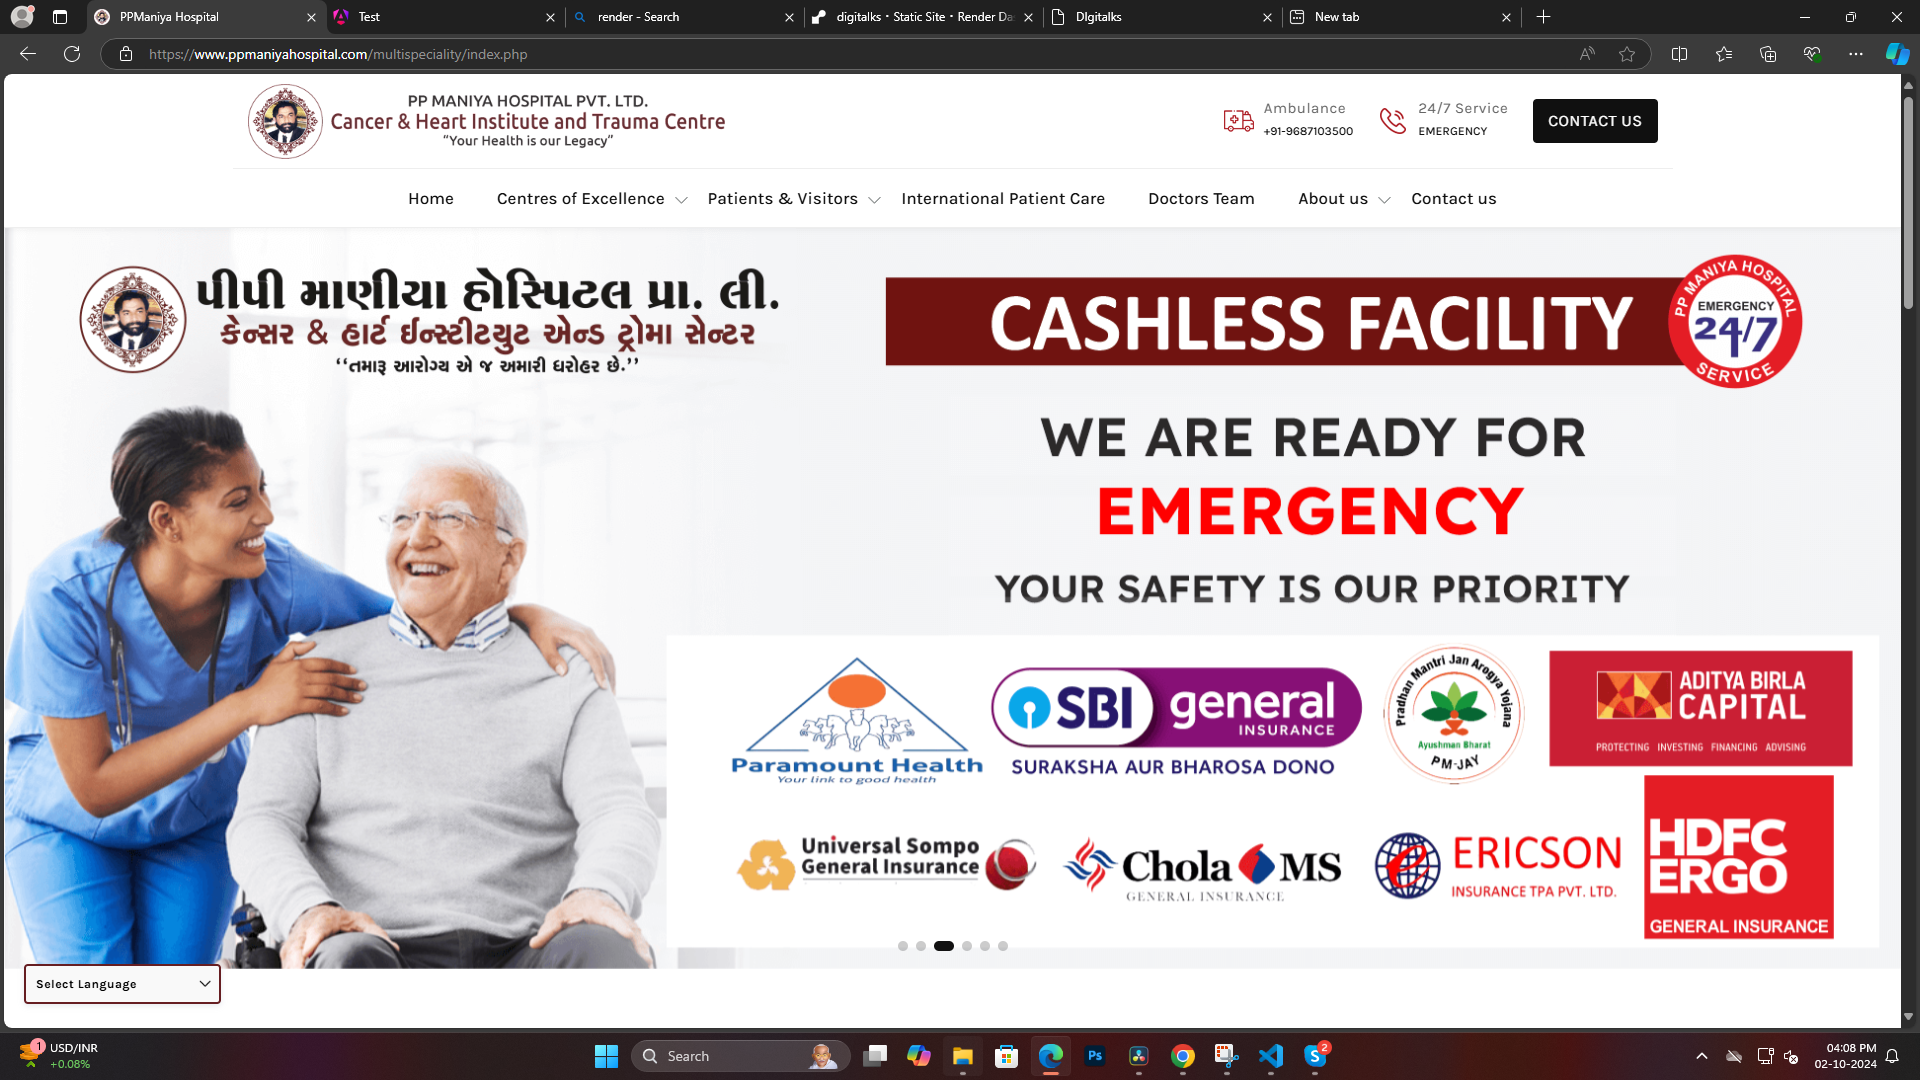 PPManiya Hospital
Test
render - Search
digitalks · Static Site · Render Da
DIgitalks
New tab
https://www.ppmaniyahospital.com/multispeciality/index.php
PP MANIYA HOSPITAL PVT. LTD.
Cancer & Heart Institute and Trauma Centre
“Your Health is our Legacy”
Ambulance
+91-9687103500
24/7 Service
EMERGENCY
CONTACT US
Home
Centres of Excellence
Patients & Visitors
International Patient Care
Doctors Team
About us
Contact us
પીપી માણીયા હોસ્પિટલ પ્રા. લી.
કેન્સર & હાર્ટ ઈન્સ્ટીટયુટ એન્ડ ટ્રોમા સેન્ટર
‘‘તમારૂ આરોગ્ય એ જ અમારી ધરોહર છે.’’
CASHLESS FACILITY
PP MANIYA HOSPITAL
EMERGENCY
24/7
SERVICE
WE ARE READY FOR
EMERGENCY
YOUR SAFETY IS OUR PRIORITY
Paramount Health
Your link to good health
SBI general
INSURANCE
SURAKSHA AUR BHAROSA DONO
Pradhan Mantri Jan Arogya Yojana
Ayushman Bharat
PM-JAY
ADITYA BIRLA
CAPITAL
PROTECTING INVESTING FINANCING ADVISING
Universal Sompo
General Insurance
Chola MS
GENERAL INSURANCE
ERICSON
INSURANCE TPA PVT. LTD.
HDFC
ERGO
GENERAL INSURANCE
Select Language
1
USD/INR
+0.08%
Search
Ps
S
2
04:08 PM
02-10-2024